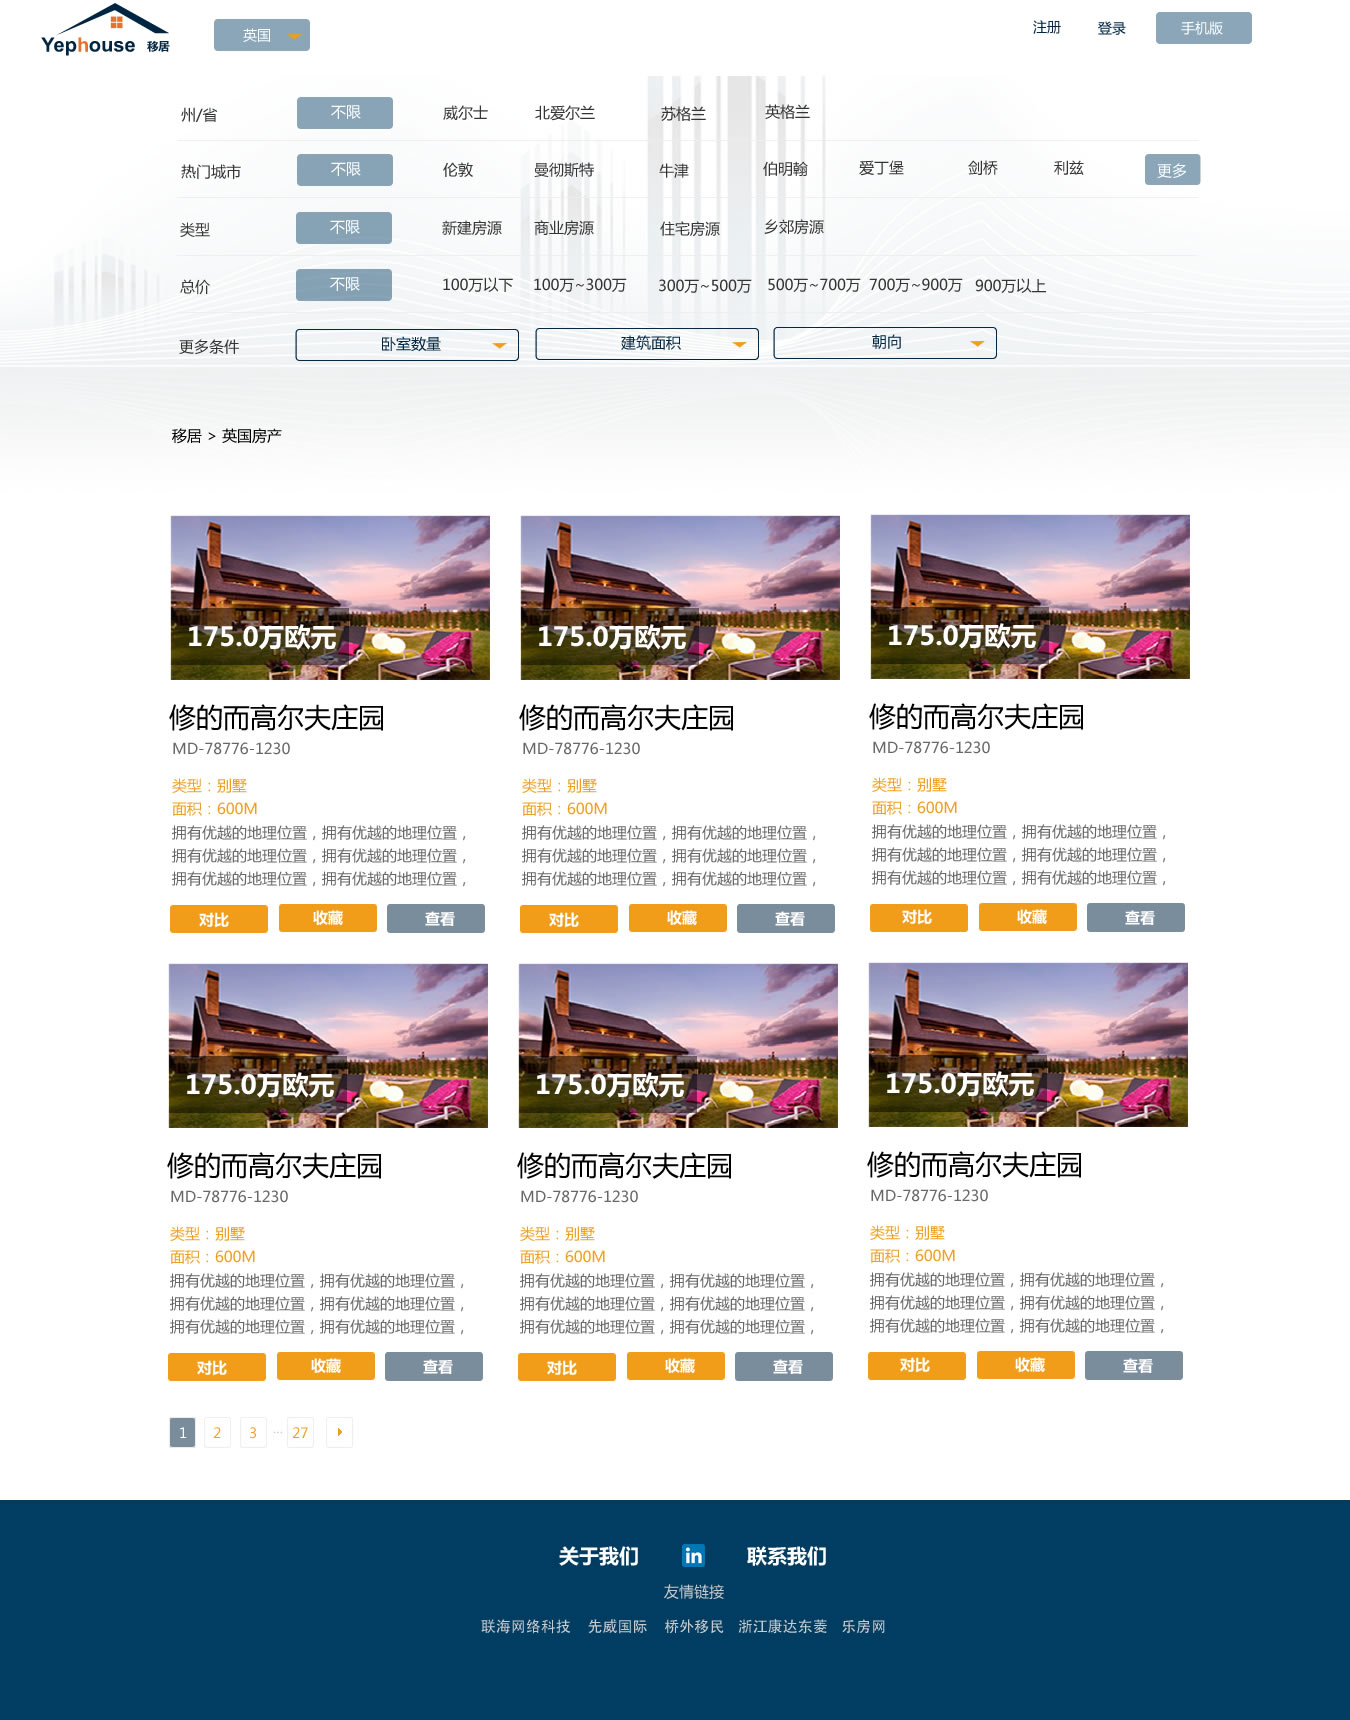 Yephouse 移居 英国 注册 登录 手机版
州/省 不限 威尔士 北爱尔兰 苏格兰 英格兰
热门城市 不限 伦敦 曼彻斯特 牛津 伯明翰 爱丁堡 剑桥 利兹 更多
类型 不限 新建房源 商业房源 住宅房源 乡郊房源
总价 不限 100万以下 100万~300万 300万~500万 500万~700万 700万~900万 900万以上
更多条件 卧室数量 建筑面积 朝向
移居 > 英国房产
175.0万欧元 175.0万欧元 175.0万欧元
修的而高尔夫庄园 修的而高尔夫庄园 修的而高尔夫庄园
MD-78776-1230 MD-78776-1230 MD-78776-1230
类型：别墅 类型：别墅 类型：别墅
面积：600M 面积：600M 面积：600M
拥有优越的地理位置，拥有优越的地理位置， 拥有优越的地理位置，拥有优越的地理位置， 拥有优越的地理位置，拥有优越的地理位置，
拥有优越的地理位置，拥有优越的地理位置， 拥有优越的地理位置，拥有优越的地理位置， 拥有优越的地理位置，拥有优越的地理位置，
拥有优越的地理位置，拥有优越的地理位置， 拥有优越的地理位置，拥有优越的地理位置， 拥有优越的地理位置，拥有优越的地理位置，
对比 收藏 查看 对比 收藏 查看 对比 收藏 查看
175.0万欧元 175.0万欧元 175.0万欧元
修的而高尔夫庄园 修的而高尔夫庄园 修的而高尔夫庄园
MD-78776-1230 MD-78776-1230 MD-78776-1230
类型：别墅 类型：别墅 类型：别墅
面积：600M 面积：600M 面积：600M
拥有优越的地理位置，拥有优越的地理位置， 拥有优越的地理位置，拥有优越的地理位置， 拥有优越的地理位置，拥有优越的地理位置，
拥有优越的地理位置，拥有优越的地理位置， 拥有优越的地理位置，拥有优越的地理位置， 拥有优越的地理位置，拥有优越的地理位置，
拥有优越的地理位置，拥有优越的地理位置， 拥有优越的地理位置，拥有优越的地理位置， 拥有优越的地理位置，拥有优越的地理位置，
对比 收藏 查看 对比 收藏 查看 对比 收藏 查看
1 2 3 ... 27
关于我们 in 联系我们
友情链接
联海网络科技 先威国际 桥外移民 浙江康达东菱 乐房网